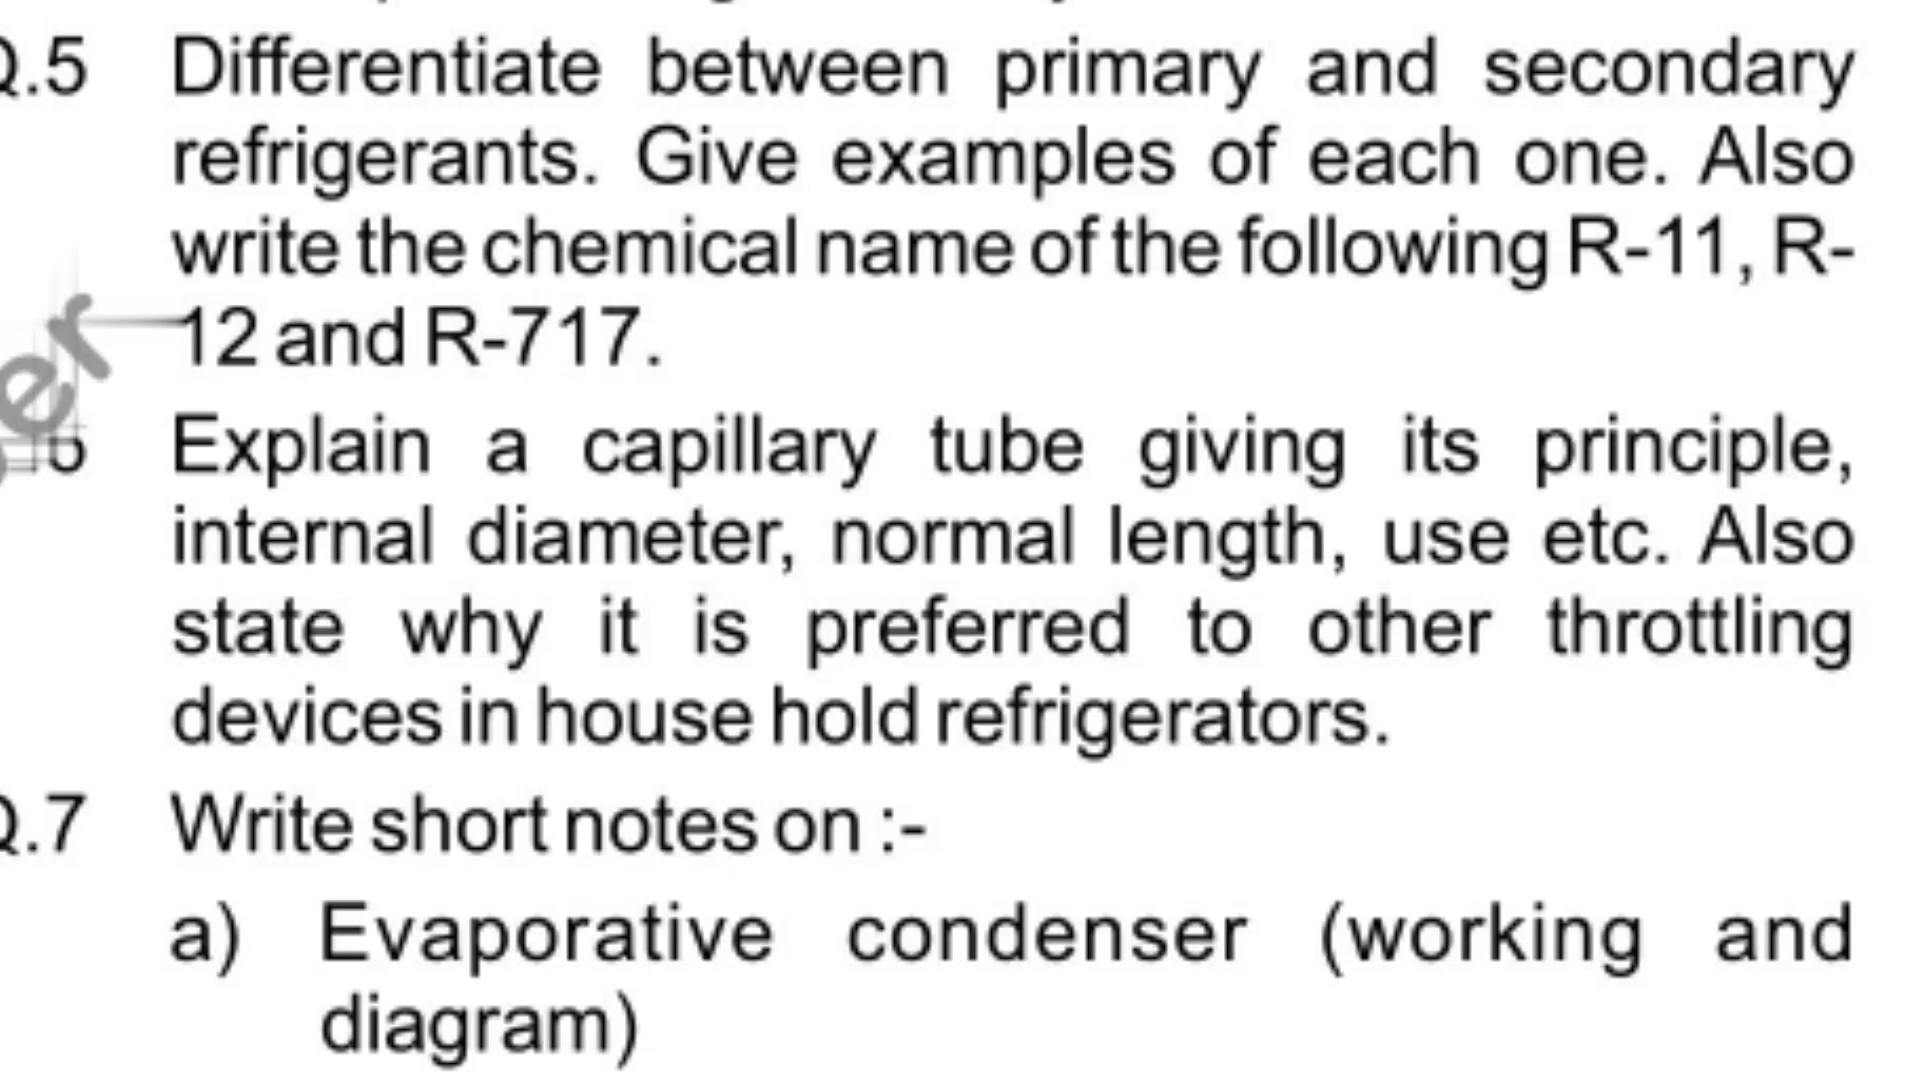 Q.5 Differentiate between primary and secondary
refrigerants. Give examples of each one. Also
write the chemical name of the following R-11, R-
12 and R-717.
er
6 Explain a capillary tube giving its principle,
internal diameter, normal length, use etc. Also
state why it is preferred to other throttling
devices in house hold refrigerators.
Q.7 Write short notes on :-
a) Evaporative condenser (working and
diagram)